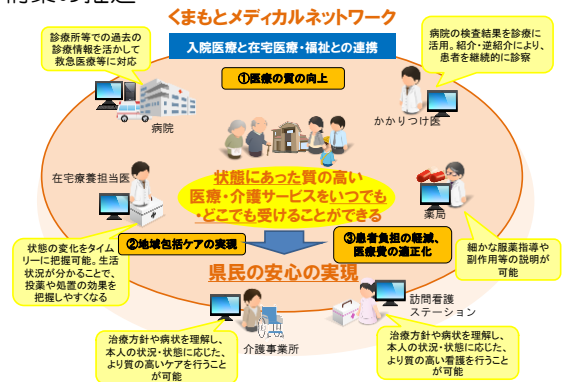 構築の推進
くまもとメディカルネットワーク
入院医療と在宅医療・福祉との連携
診療所等での過去の
診療情報を活かして
救急医療等に対応
病院の検査結果を診療に
活用。紹介・逆紹介により、
患者を継続的に診察
①医療の質の向上
病院
かかりつけ医
在宅療養担当医
状態にあった質の高い
医療・介護サービスをいつでも
・どこでも受けることができる
薬局
②地域包括ケアの実現
③患者負担の軽減、
医療費の適正化
状態の変化をタイム
リーに把握可能。生活
状況が分かることで、
投薬や処置の効果を
把握しやすくなる
細かな服薬指導や
副作用等の説明が
可能
県民の安心の実現
訪問看護
ステーション
介護事業所
治療方針や病状を理解し、
本人の状況・状態に応じた、
より質の高いケアを行うこと
が可能
治療方針や病状を理解し、
本人の状況・状態に応じた、
より質の高い看護を行うこと
が可能